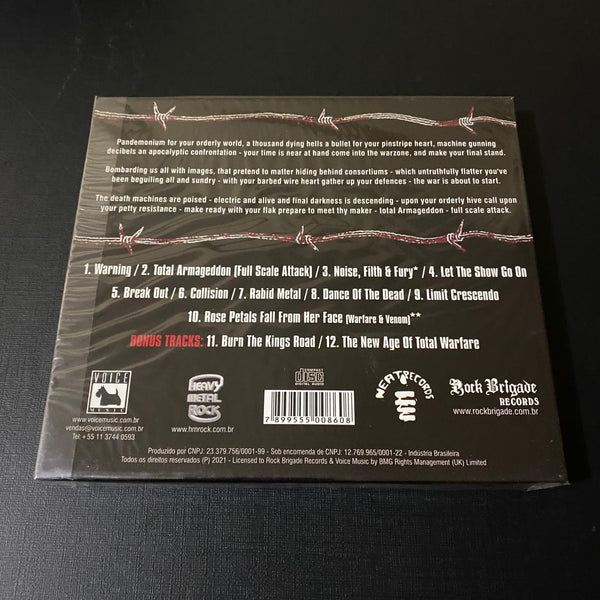 Pandemonium for your orderly world, a thousand dying hells a bullet for your pinstripe heart, machine gunning
decibels an apocalyptic confrontation - your time is near at hand come into the warzone, and make your final stand.
Bombarding us all with images, that pretend to matter hiding behind consortiums - which untruthfully flatter you've
been beguiling all and sundry - with your barbed wire heart gather up your defences - the war is about to start.
The death machines are poised - electric and alive and final darkness is descending - upon your orderly hive call upon
your petty resistance - make ready with your flak prepare to meet thy maker - total Armageddon - full scale attack.
1. Warning / 2. Total Armageddon (Full Scale Attack) / 3. Noise, Filth & Fury* / 4. Let The Show Go On
5. Break Out / 6. Collision / 7. Rabid Metal / 8. Dance Of The Dead / 9. Limit Crescendo
10. Rose Petals Fall From Her Face (Warfare & Venom)**
BONUS TRACKS: 11. Burn The Kings Road / 12. The New Age Of Total Warfare
VOICE
MUSIC
www.voicemusic.com.br
vendas@voicemusic.com.br
Tel: + 55 11 3744 0593
HEAVY
METAL
ROCK
www.hmrock.com.br
COMPACT
disc
DIGITAL AUDIO
7 899555 008608
NEAT RECORDS
Rock Brigade
RECORDS
www.rockbrigade.com.br
Produzido por CNPJ: 23.379.756/0001-99 - Sob encomenda de CNPJ: 12.769.965/0001-22 - Indústria Brasileira
Todos os direitos reservados (P) 2021 - Licensed to Rock Brigade Records & Voice Music by BMG Rights Management (UK) Limited